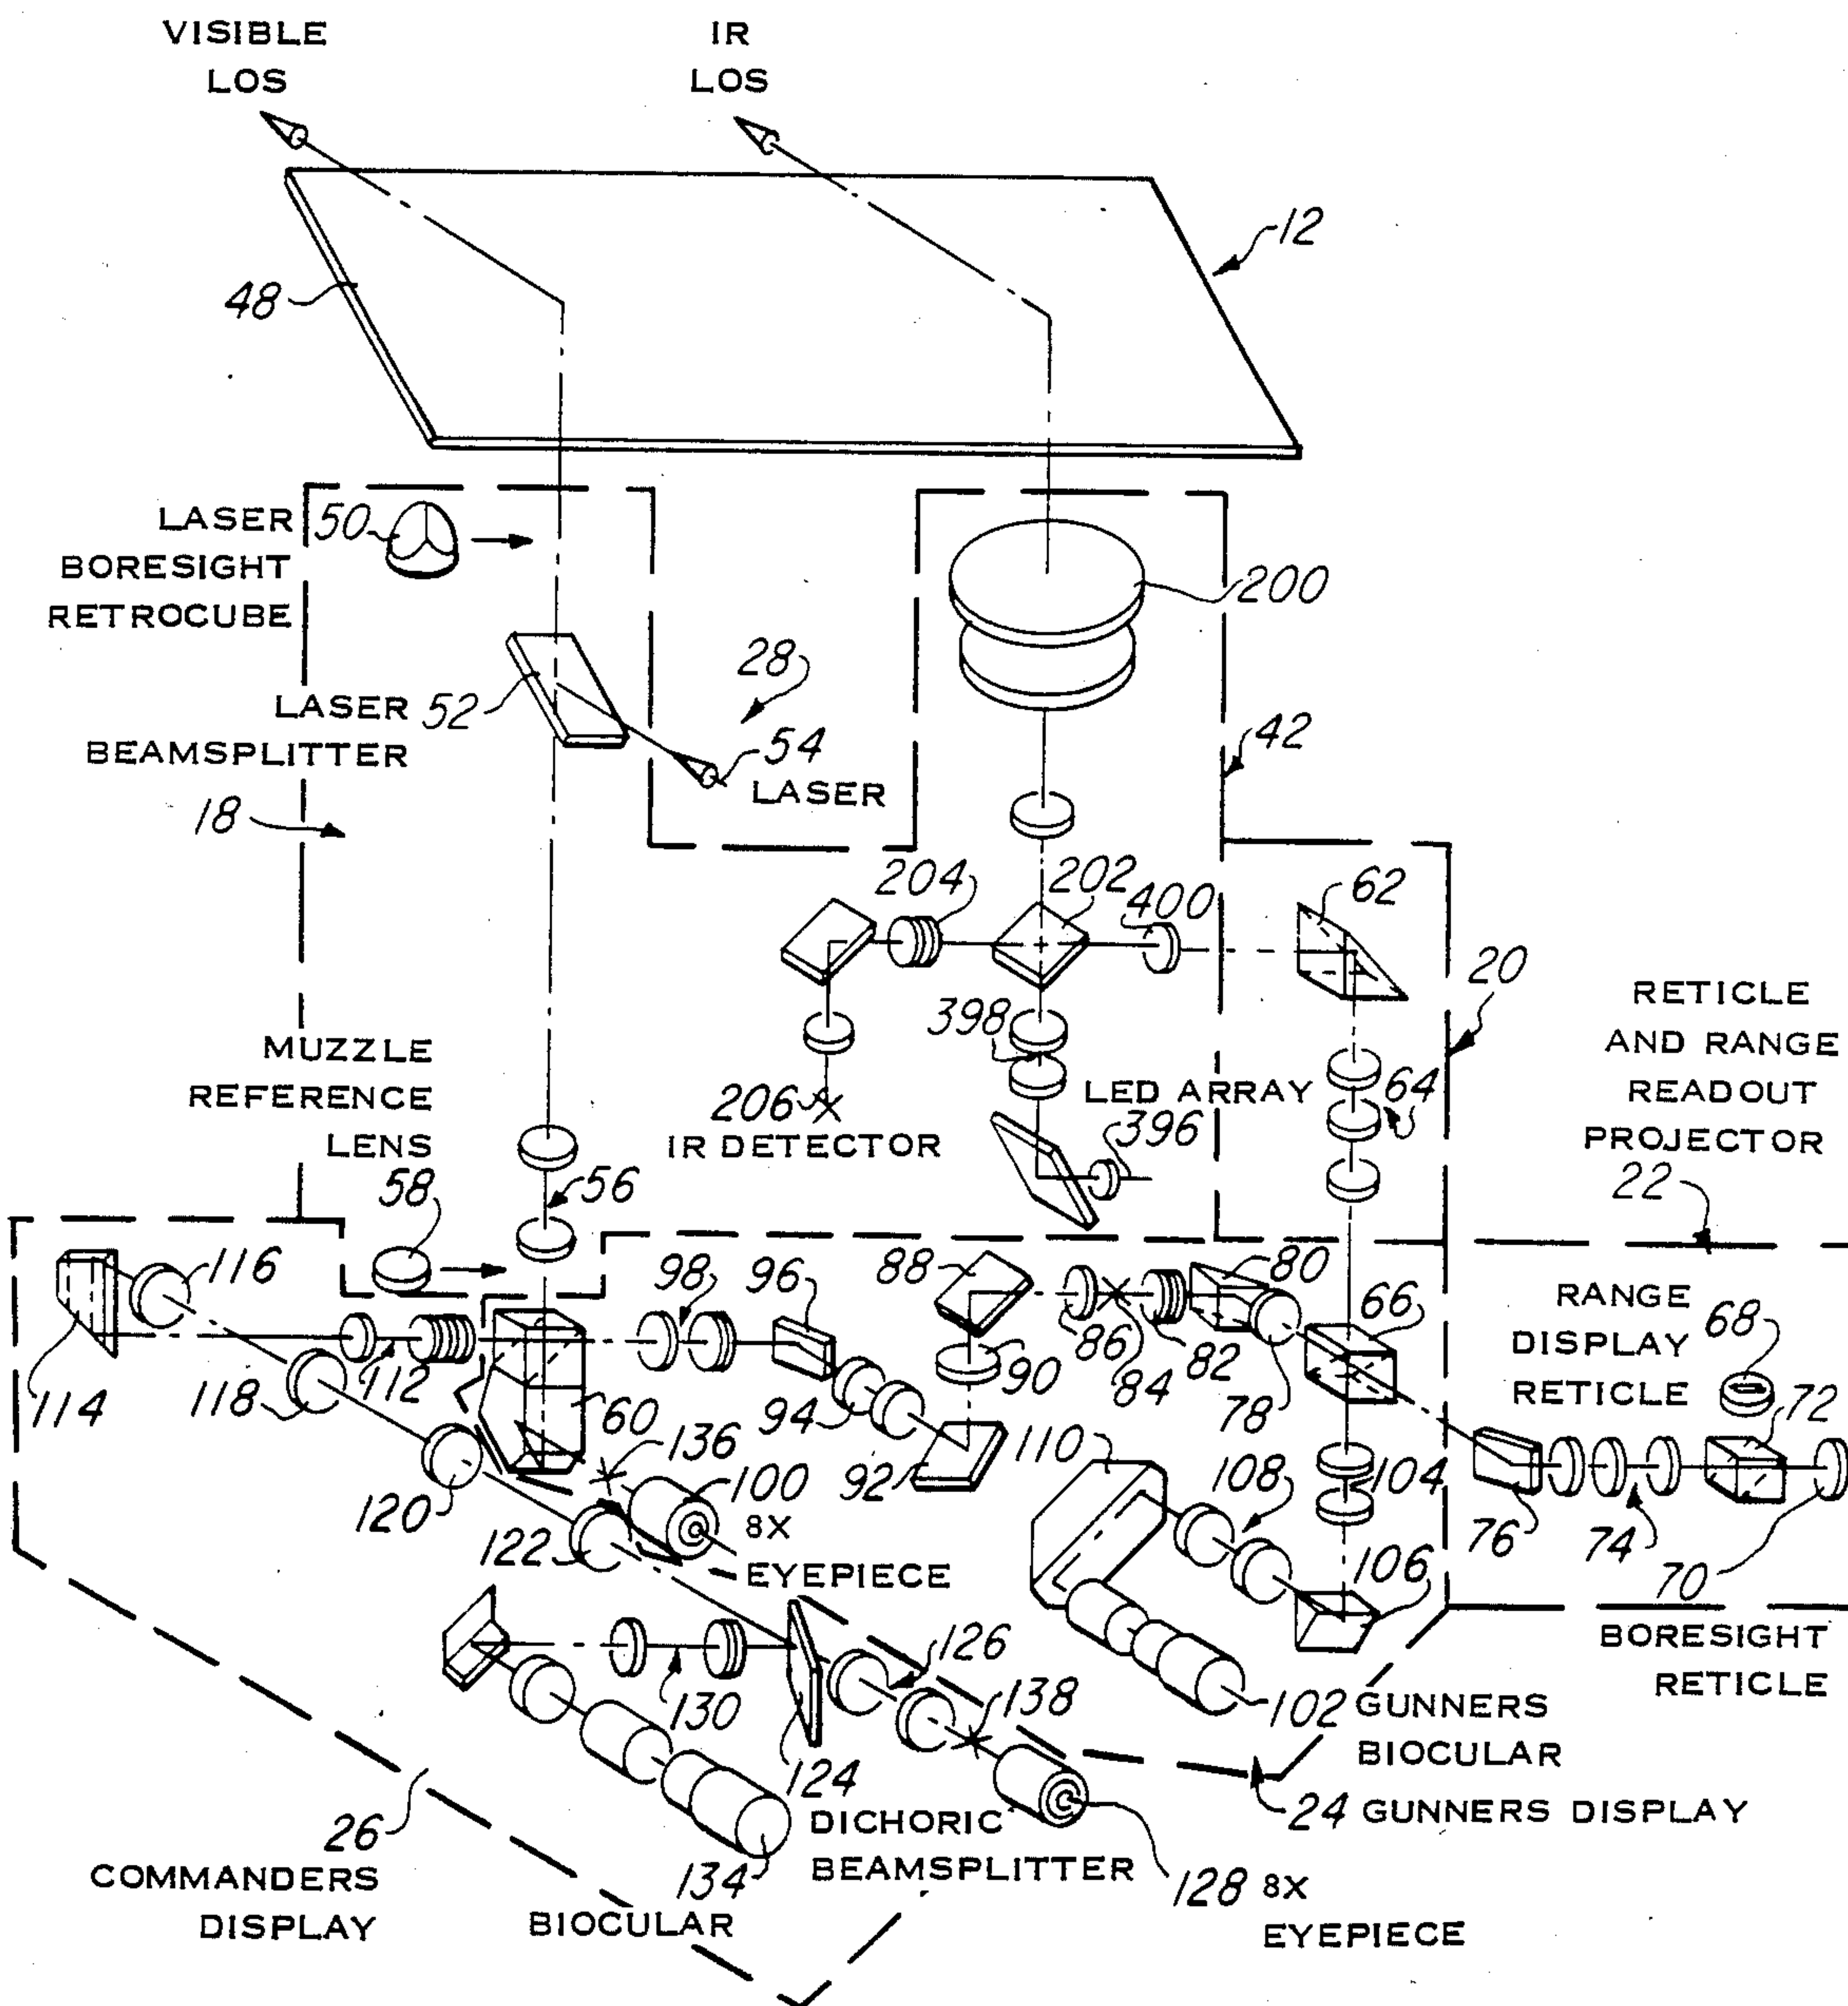 VISIBLE
LOS
IR
LOS
12
48
LASER
BORESIGHT
RETROCUBE
50
200
28
LASER
BEAMSPLITTER
52
54
LASER
42
18
204
202
400
62
20
RETICLE
AND RANGE
READOUT
PROJECTOR
22
MUZZLE
REFERENCE
LENS
398
LED ARRAY
64
206
IR DETECTOR
396
56
58
116
98
96
88
80
66
RANGE
DISPLAY
RETICLE
68
86
84
82
90
78
72
114
118
112
60
94
92
136
110
108
104
76
74
70
120
122
100
8X
EYEPIECE
106
BORESIGHT
RETICLE
126
130
138
102
GUNNERS
BIOCULAR
124
24 GUNNERS DISPLAY
26
COMMANDERS
DISPLAY
134
BIOCULAR
DICHORIC
BEAMSPLITTER
128 8X
EYEPIECE